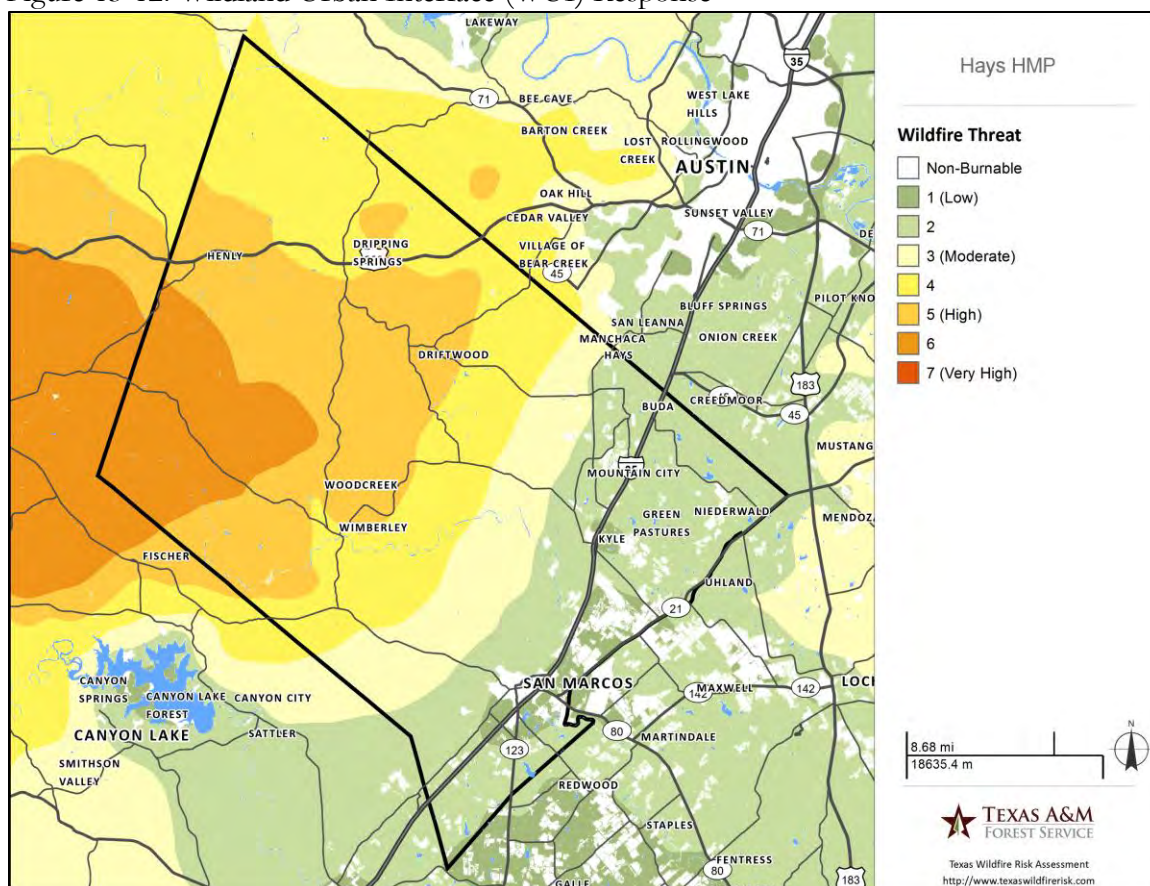 Figure 13-12. Wildland Urban Interface (WUI) Response
LAKEWAY
35
71
BEE CAVE
WEST LAKE
HILLS
BARTON CREEK
LOST
CREEK
ROLLINGWOOD
AUSTIN
OAK HILL
CEDAR VALLEY
SUNSET VALLEY
71
DRIPPING
SPRINGS
HENLY
VILLAGE OF
BEAR CREEK
45
BLUFF SPRINGS
SAN LEANNA
PILOT KNO
MANCHACA
HAYS
ONION CREEK
DRIFTWOOD
183
CREEDMOOR
45
BUDA
45
MUSTANG
MOUNTAIN CITY
35
WOODCREEK
GREEN
PASTURES
NIEDERWALD
MENDOZA
WIMBERLEY
KYLE
FISCHER
UHLAND
21
CANYON
SPRINGS
CANYON LAKE
FOREST
CANYON CITY
SAN MARCOS
MAXWELL
142
142
LOCH
CANYON LAKE
SATTLER
80
MARTINDALE
123
SMITHSON
VALLEY
REDWOOD
STAPLES
FENTRESS
80
183
Hays HMP
Wildfire Threat
Non-Burnable
1 (Low)
2
3 (Moderate)
4
5 (High)
6
7 (Very High)
8.68 mi
18635.4 m
N
TEXAS A&M
FOREST SERVICE
Texas Wildfire Risk Assessment
http://www.texaswildfirerisk.com